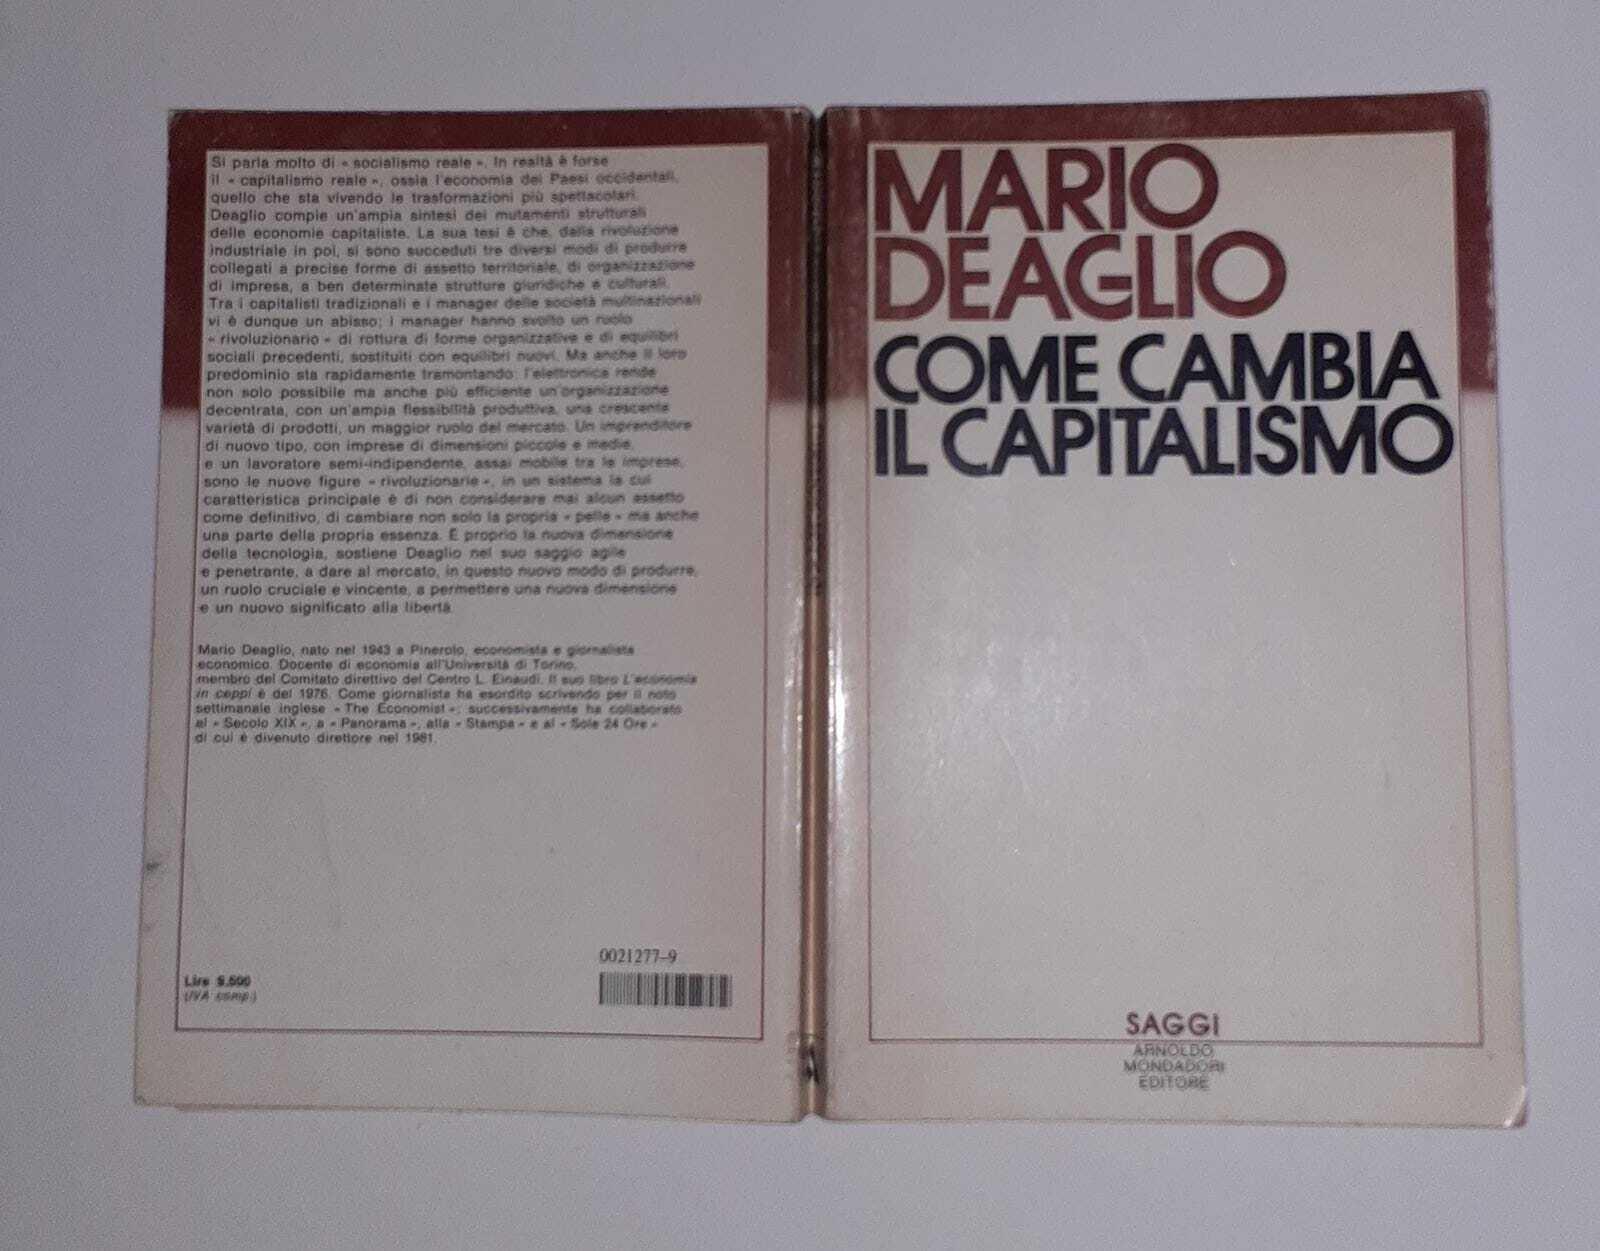 Si parla molto di « socialismo reale ». In realtà è forse
il « capitalismo reale », ossia l'economia dei Paesi occidentali,
quello che sta vivendo le trasformazioni più spettacolari.
Deaglio compie un'ampia sintesi dei mutamenti strutturali
delle economie capitaliste. La sua tesi è che, dalla rivoluzione
industriale in poi, si sono succeduti tre diversi modi di produrre
collegati a precise forme di assetto territoriale, di organizzazione
di impresa, a ben determinate strutture giuridiche e culturali.
Tra i capitalisti tradizionali e i manager delle società multinazionali
vi è dunque un abisso; i manager hanno svolto un ruolo
« rivoluzionario » di rottura di forme organizzative e di equilibri
sociali precedenti, sostituiti con equilibri nuovi. Ma anche il loro
predominio sta rapidamente tramontando: l'elettronica rende
non solo possibile ma anche più efficiente un'organizzazione
decentrata, con un'ampia flessibilità produttiva, una crescente
varietà di prodotti, un maggior ruolo del mercato. Un imprenditore
di nuovo tipo, con imprese di dimensioni piccole e medie,
e un lavoratore semi-indipendente, assai mobile tra le imprese,
sono le nuove figure « rivoluzionarie », in un sistema la cui
caratteristica principale è di non considerare mai alcun assetto
come definitivo, di cambiare non solo la propria « pelle » ma anche
una parte della propria essenza. È proprio la nuova dimensione
della tecnologia, sostiene Deaglio nel suo saggio agile
e penetrante, a dare al mercato, in questo nuovo modo di produrre,
un ruolo cruciale e vincente, a permettere una nuova dimensione
e un nuovo significato alla libertà.
Mario Deaglio, nato nel 1943 a Pinerolo, economista e giornalista
economico. Docente di economia all'Università di Torino,
membro del Comitato direttivo del Centro L. Einaudi. Il suo libro L'economia
in ceppi è del 1976. Come giornalista ha esordito scrivendo per il noto
settimanale inglese « The Economist »; successivamente ha collaborato
al « Secolo XIX », a « Panorama », alla « Stampa » e al « Sole 24 Ore »
di cui è divenuto direttore nel 1981.
0021277-9
Lire
(IVA comp.)
MARIO
DEAGLIO
COME CAMBIA
IL CAPITALISMO
SAGGI
ARNOLDO
MONDADORI
EDITORE